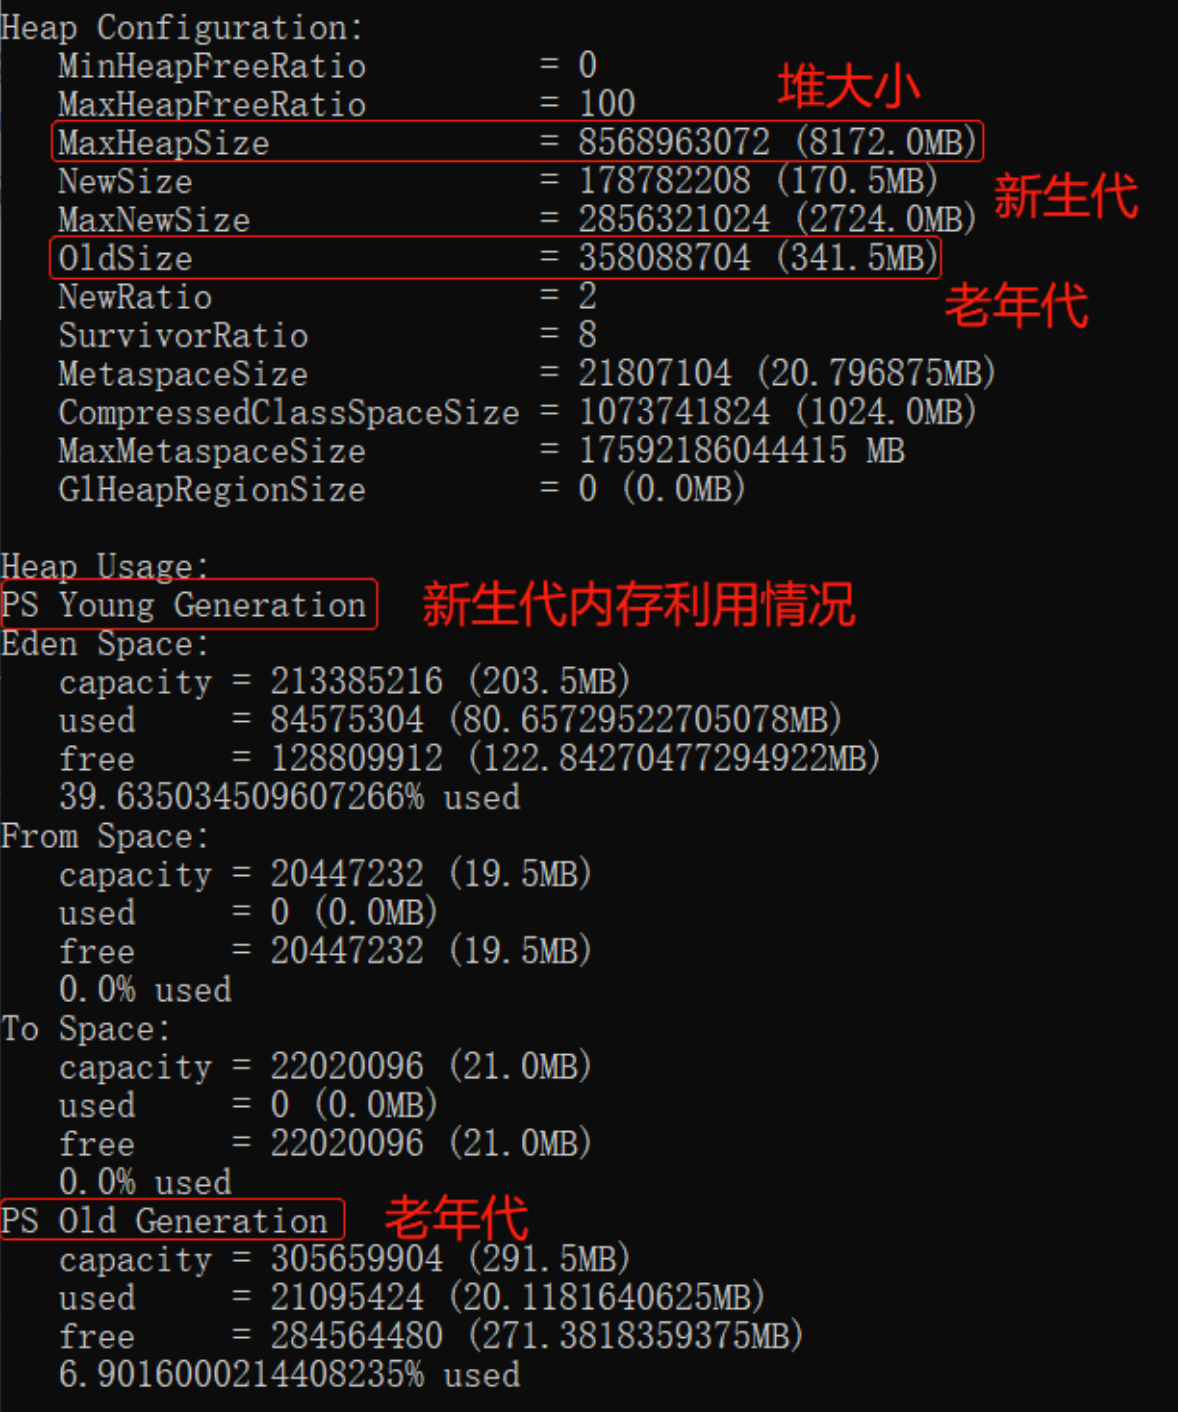 Heap Configuration:
MinHeapFreeRatio = 0
MaxHeapFreeRatio = 100
堆大小
MaxHeapSize = 8568963072 (8172.0MB)
NewSize = 178782208 (170.5MB)
新生代
MaxNewSize = 2856321024 (2724.0MB)
OldSize = 358088704 (341.5MB)
老年代
NewRatio = 2
SurvivorRatio = 8
MetaspaceSize = 21807104 (20.796875MB)
CompressedClassSpaceSize = 1073741824 (1024.0MB)
MaxMetaspaceSize = 17592186044415 MB
G1HeapRegionSize = 0 (0.0MB)
Heap Usage:
PS Young Generation 新生代内存利用情况
Eden Space:
capacity = 213385216 (203.5MB)
used = 84575304 (80.65729522705078MB)
free = 128809912 (122.84270477294922MB)
39.635034509607266% used
From Space:
capacity = 20447232 (19.5MB)
used = 0 (0.0MB)
free = 20447232 (19.5MB)
0.0% used
To Space:
capacity = 22020096 (21.0MB)
used = 0 (0.0MB)
free = 22020096 (21.0MB)
0.0% used
PS Old Generation 老年代
capacity = 305659904 (291.5MB)
used = 21095424 (20.1181640625MB)
free = 284564480 (271.3818359375MB)
6.9016000214408235% used